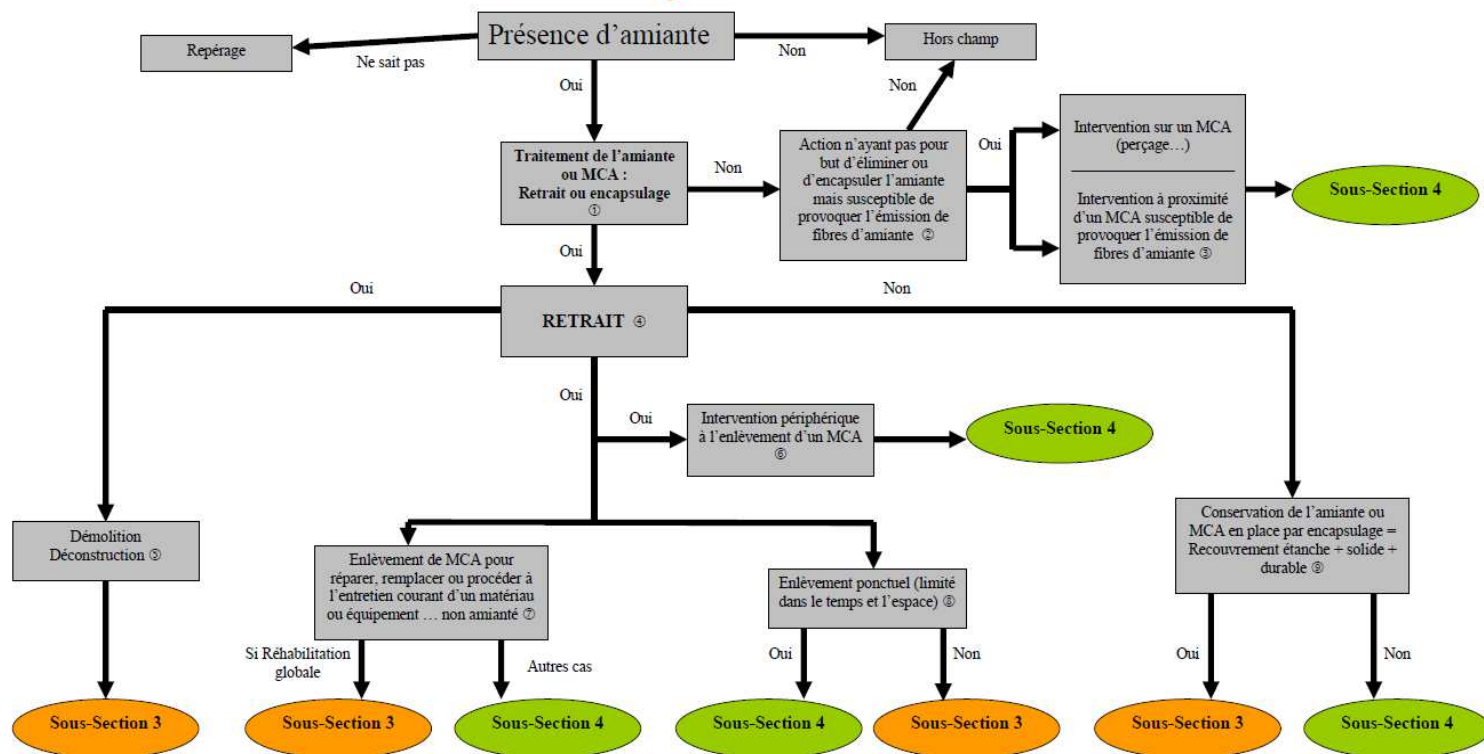 Présence d'amiante
Repérage
Ne sait pas
Non
Hors champ
Oui
Non
Traitement de l'amiante
ou MCA :
Retrait ou encapsulage
①
Non
Action n'ayant pas pour
but d'éliminer ou
d'encapsuler l'amiante
mais susceptible de
provoquer l'émission de
fibres d'amiante ②
Oui
Intervention sur un MCA
(perçage…)
Intervention à proximité
d'un MCA susceptible de
provoquer l'émission de
fibres d'amiante ③
Sous-Section 4
Oui
Oui
RETRAIT ④
Non
Oui
Oui
Intervention périphérique
à l'enlèvement d'un MCA
⑥
Sous-Section 4
Démolition
Déconstruction ⑤
Enlèvement de MCA pour
réparer, remplacer ou procéder à
l'entretien courant d'un matériau
ou équipement … non amianté ⑦
Enlèvement ponctuel (limité
dans le temps et l'espace) ⑧
Conservation de l'amiante ou
MCA en place par encapsulage =
Recouvrement étanche + solide +
durable ⑨
Si Réhabilitation
globale
Autres cas
Oui
Non
Oui
Non
Sous-Section 3
Sous-Section 3
Sous-Section 4
Sous-Section 4
Sous-Section 3
Sous-Section 3
Sous-Section 4